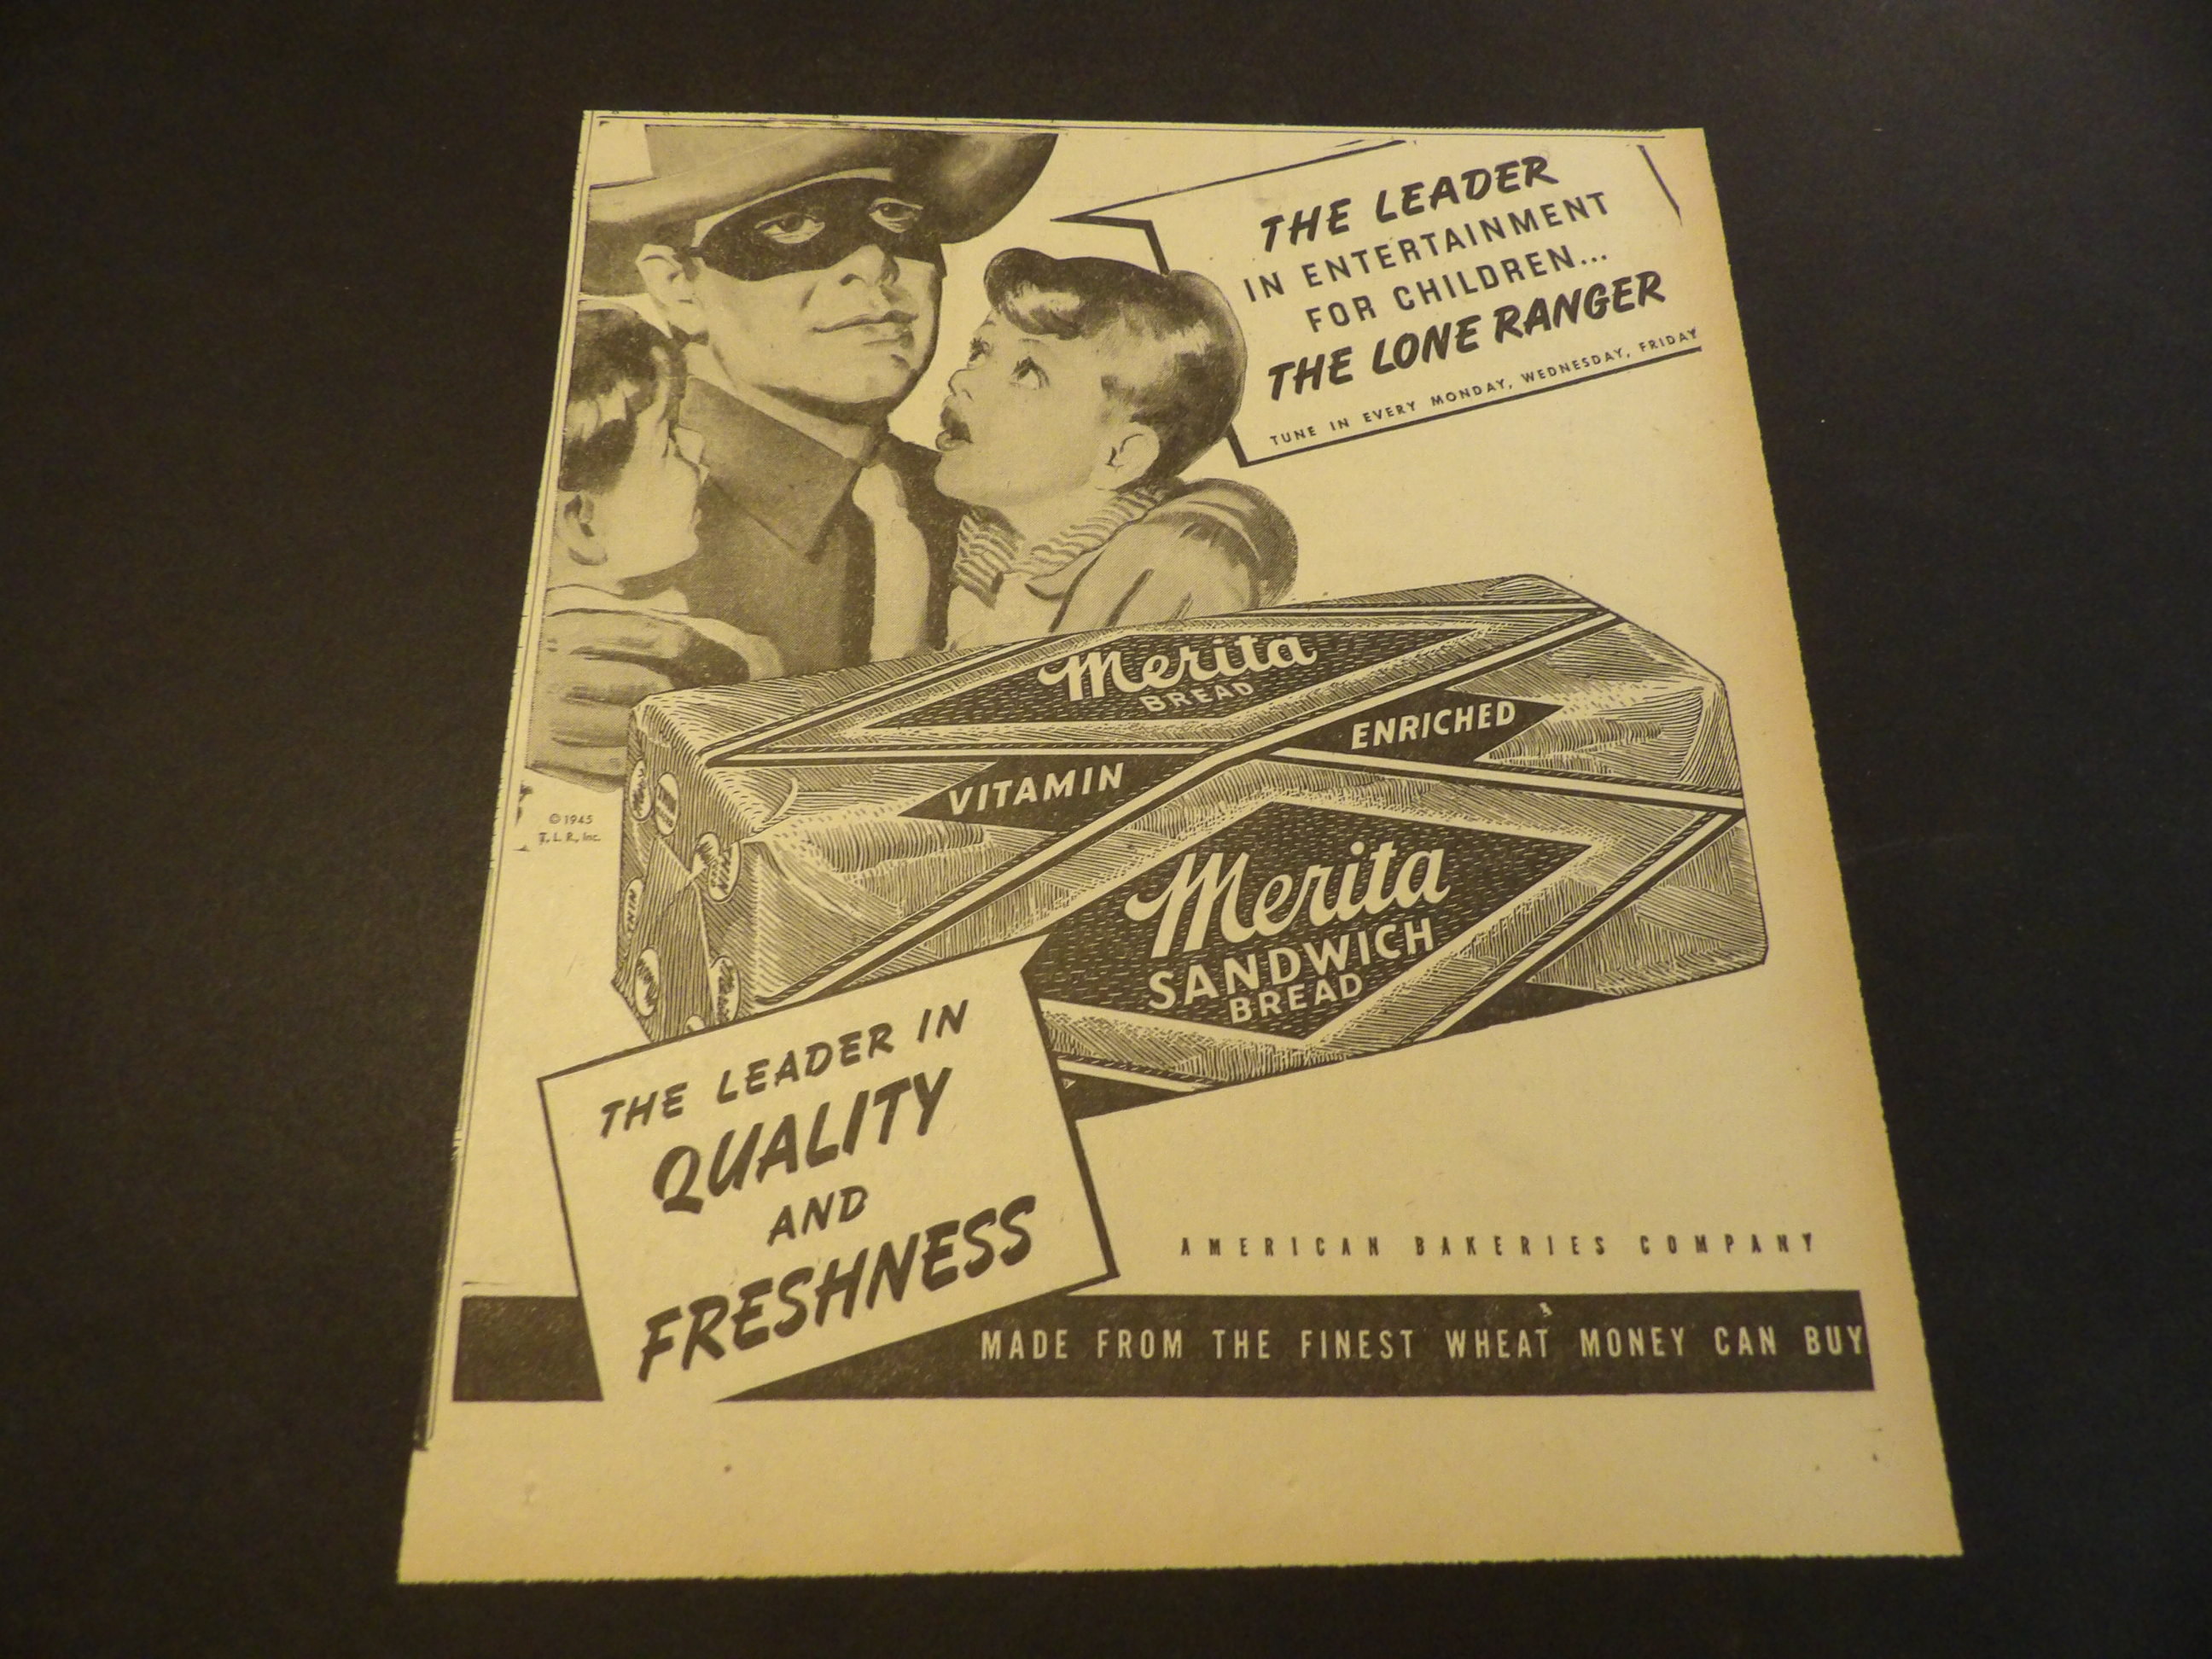 THE LEADER
IN ENTERTAINMENT
FOR CHILDREN...
THE LONE RANGER
TUNE IN EVERY MONDAY, WEDNESDAY, FRIDAY
Merita
BREAD
VITAMIN
ENRICHED
© 1945
T. L. R., Inc.
Merita
SANDWICH
BREAD
THE LEADER IN
QUALITY
AND
FRESHNESS
AMERICAN BAKERIES COMPANY
MADE FROM THE FINEST WHEAT MONEY CAN BUY